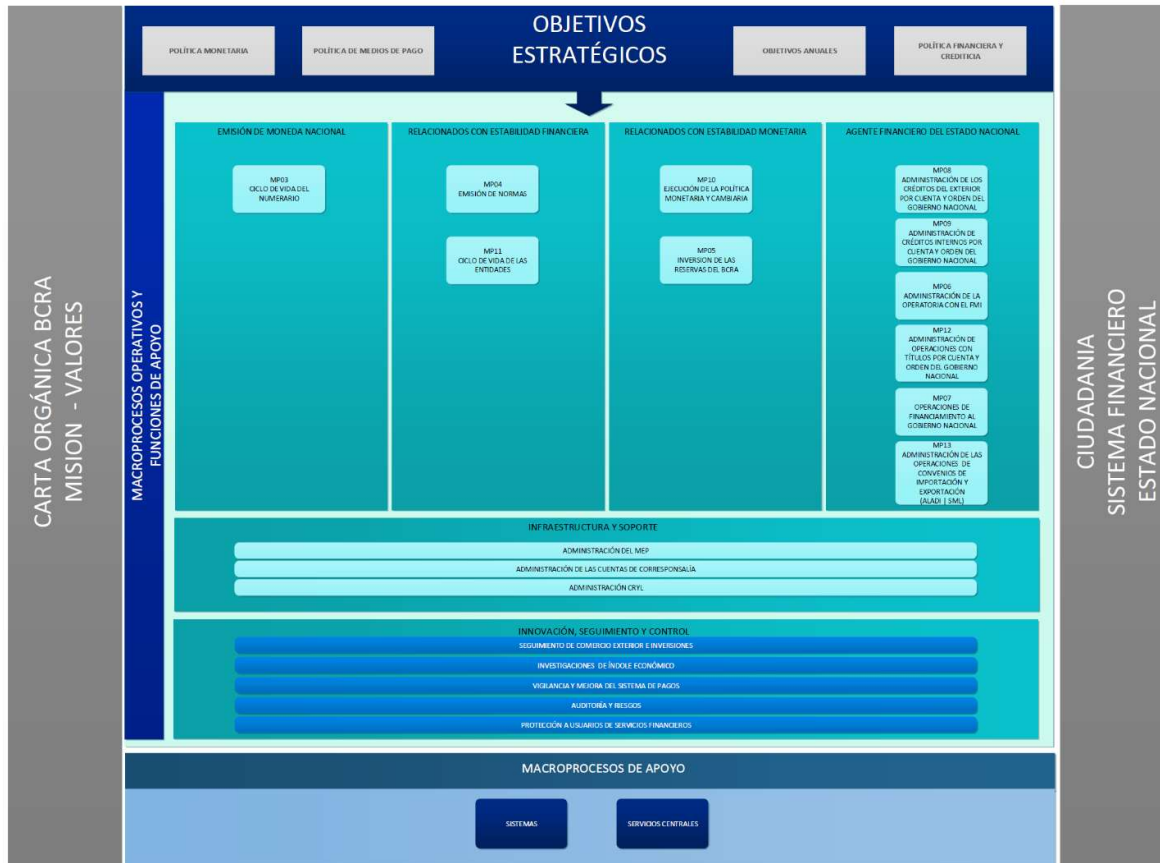 CARTA ORGÁNICA BCRA
MISION - VALORES
OBJETIVOS
ESTRATÉGICOS
POLÍTICA MONETARIA
POLÍTICA DE MEDIOS DE PAGO
OBJETIVOS ANUALES
POLÍTICA FINANCIERA Y
CREDITICIA
MACROPROCESOS OPERATIVOS Y
FUNCIONES DE APOYO
EMISIÓN DE MONEDA NACIONAL
MP03
CICLO DE VIDA DEL
NUMERARIO
RELACIONADOS CON ESTABILIDAD FINANCIERA
MP04
EMISIÓN DE NORMAS
MP11
CICLO DE VIDA DE LAS
ENTIDADES
RELACIONADOS CON ESTABILIDAD MONETARIA
MP10
EJECUCIÓN DE LA POLÍTICA
MONETARIA Y CAMBIARIA
MP05
INVERSION DE LAS
RESERVAS DEL BCRA
AGENTE FINANCIERO DEL ESTADO NACIONAL
MP08
ADMINISTRACIÓN DE LOS
CRÉDITOS DEL EXTERIOR
POR CUENTA Y ORDEN DEL
GOBIERNO NACIONAL
MP09
ADMINISTRACIÓN DE
CRÉDITOS INTERNOS POR
CUENTA Y ORDEN DEL
GOBIERNO NACIONAL
MP06
ADMINISTRACIÓN DE LA
OPERATORIA CON EL FMI
MP12
ADMINISTRACIÓN DE
OPERACIONES CON
TÍTULOS POR CUENTA Y
ORDEN DEL GOBIERNO
NACIONAL
MP07
OPERACIONES DE
FINANCIAMIENTO AL
GOBIERNO NACIONAL
MP13
ADMINISTRACIÓN DE LAS
OPERACIONES DE
CONVENIOS DE
IMPORTACIÓN Y
EXPORTACIÓN
(ALADI | SML)
INFRAESTRUCTURA Y SOPORTE
ADMINISTRACIÓN DEL MEP
ADMINISTRACIÓN DE LAS CUENTAS DE CORRESPONSALÍA
ADMINISTRACIÓN CRYL
INNOVACIÓN, SEGUIMIENTO Y CONTROL
SEGUIMIENTO DE COMERCIO EXTERIOR E INVERSIONES
INVESTIGACIONES DE ÍNDOLE ECONÓMICO
VIGILANCIA Y MEJORA DEL SISTEMA DE PAGOS
AUDITORÍA Y RIESGOS
PROTECCIÓN A USUARIOS DE SERVICIOS FINANCIEROS
MACROPROCESOS DE APOYO
SISTEMAS
SERVICIOS CENTRALES
CIUDADANIA
SISTEMA FINANCIERO
ESTADO NACIONAL